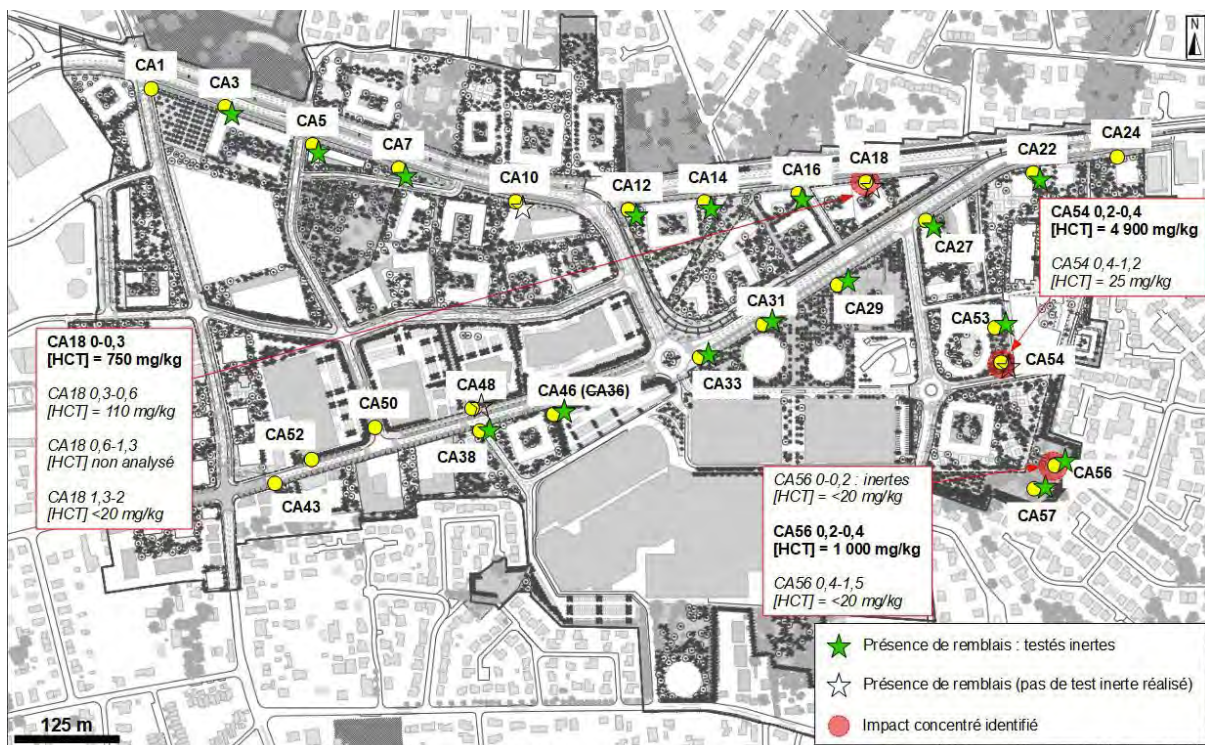 N
CA1
CA3
CA5
CA7
CA10
CA12
CA14
CA16
CA18
CA22
CA24
CA27
CA54 0,2-0,4
[HCT] = 4 900 mg/kg
CA54 0,4-1,2
[HCT] = 25 mg/kg
CA29
CA31
CA33
CA53
CA54
CA18 0-0,3
[HCT] = 750 mg/kg
CA18 0,3-0,6
[HCT] = 110 mg/kg
CA18 0,6-1,3
[HCT] non analysé
CA18 1,3-2
[HCT] <20 mg/kg
CA48
CA46 (CA36)
CA50
CA38
CA52
CA43
CA56
CA57
CA56 0-0,2 : inertes
[HCT] = <20 mg/kg
CA56 0,2-0,4
[HCT] = 1 000 mg/kg
CA56 0,4-1,5
[HCT] = <20 mg/kg
Présence de remblais : testés inertes
Présence de remblais (pas de test inerte réalisé)
Impact concentré identifié
125 m